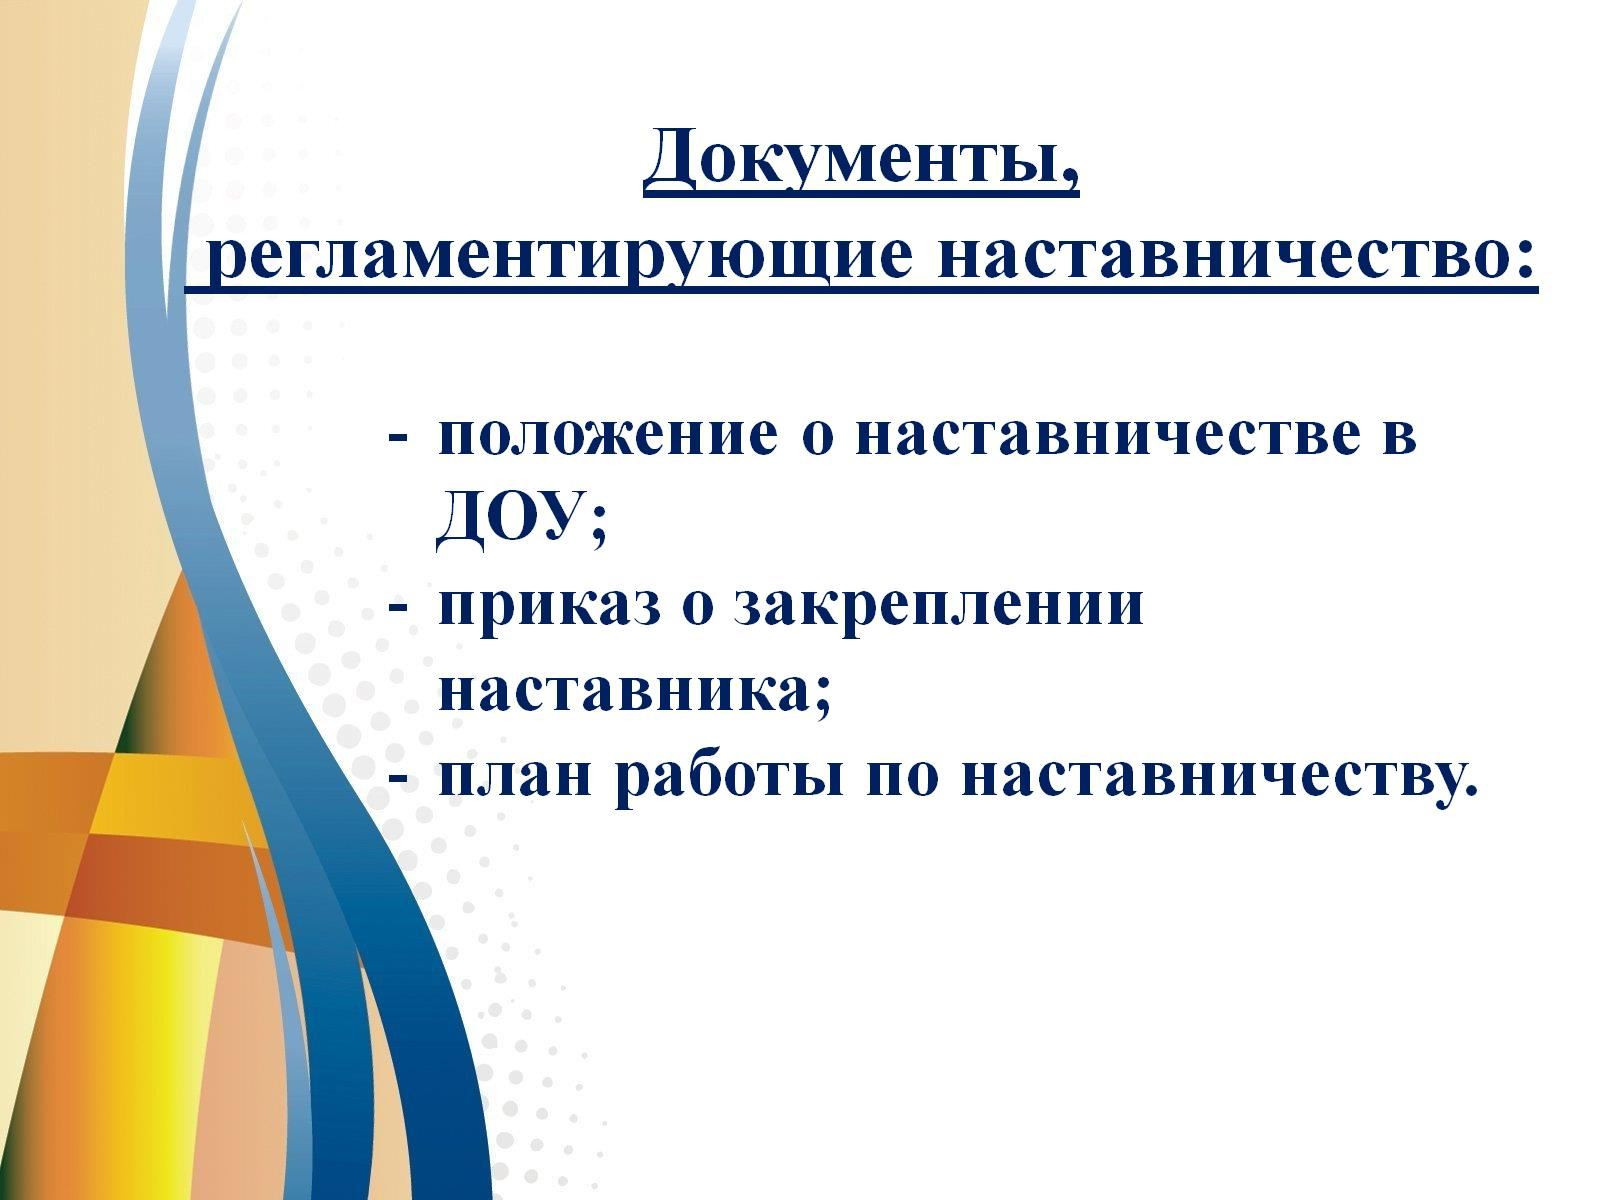 Документы,
регламентирующие наставничество:
- положение о наставничестве в
ДОУ;
- приказ о закреплении
наставника;
- план работы по наставничеству.